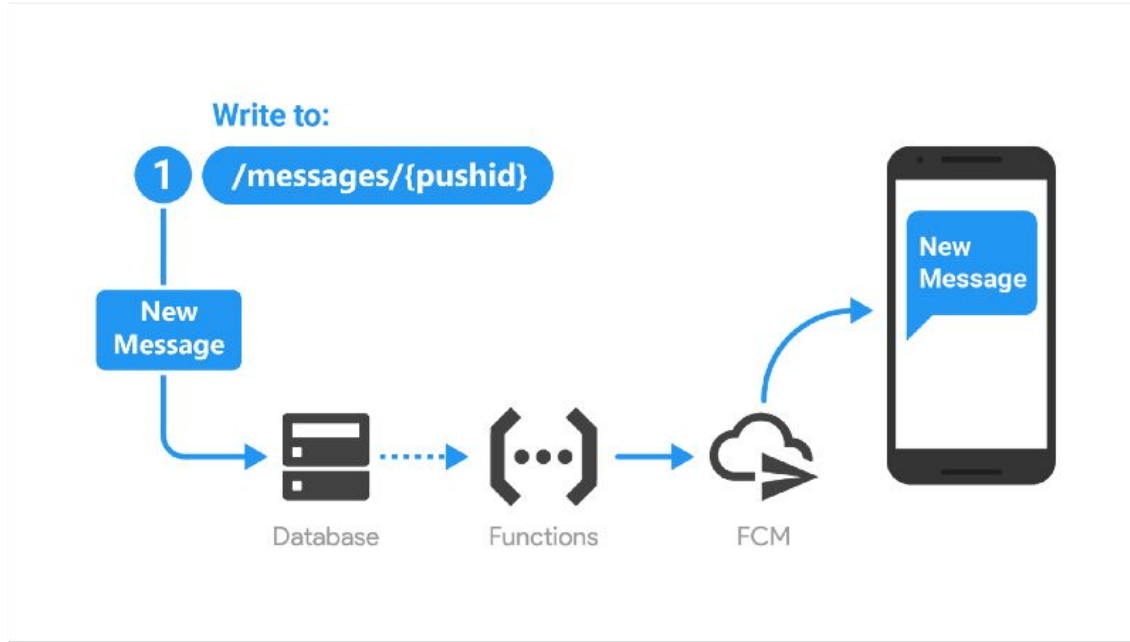 Write to:
1
/messages/{pushid}
New
Message
New
Message
Database
Functions
FCM